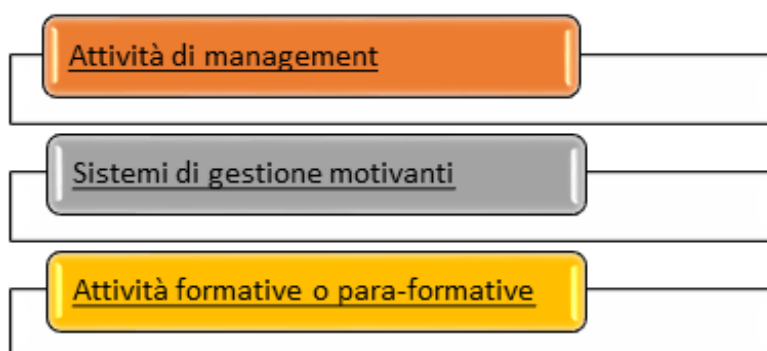 Attività di management
Sistemi di gestione motivanti
Attività formative o para-formative